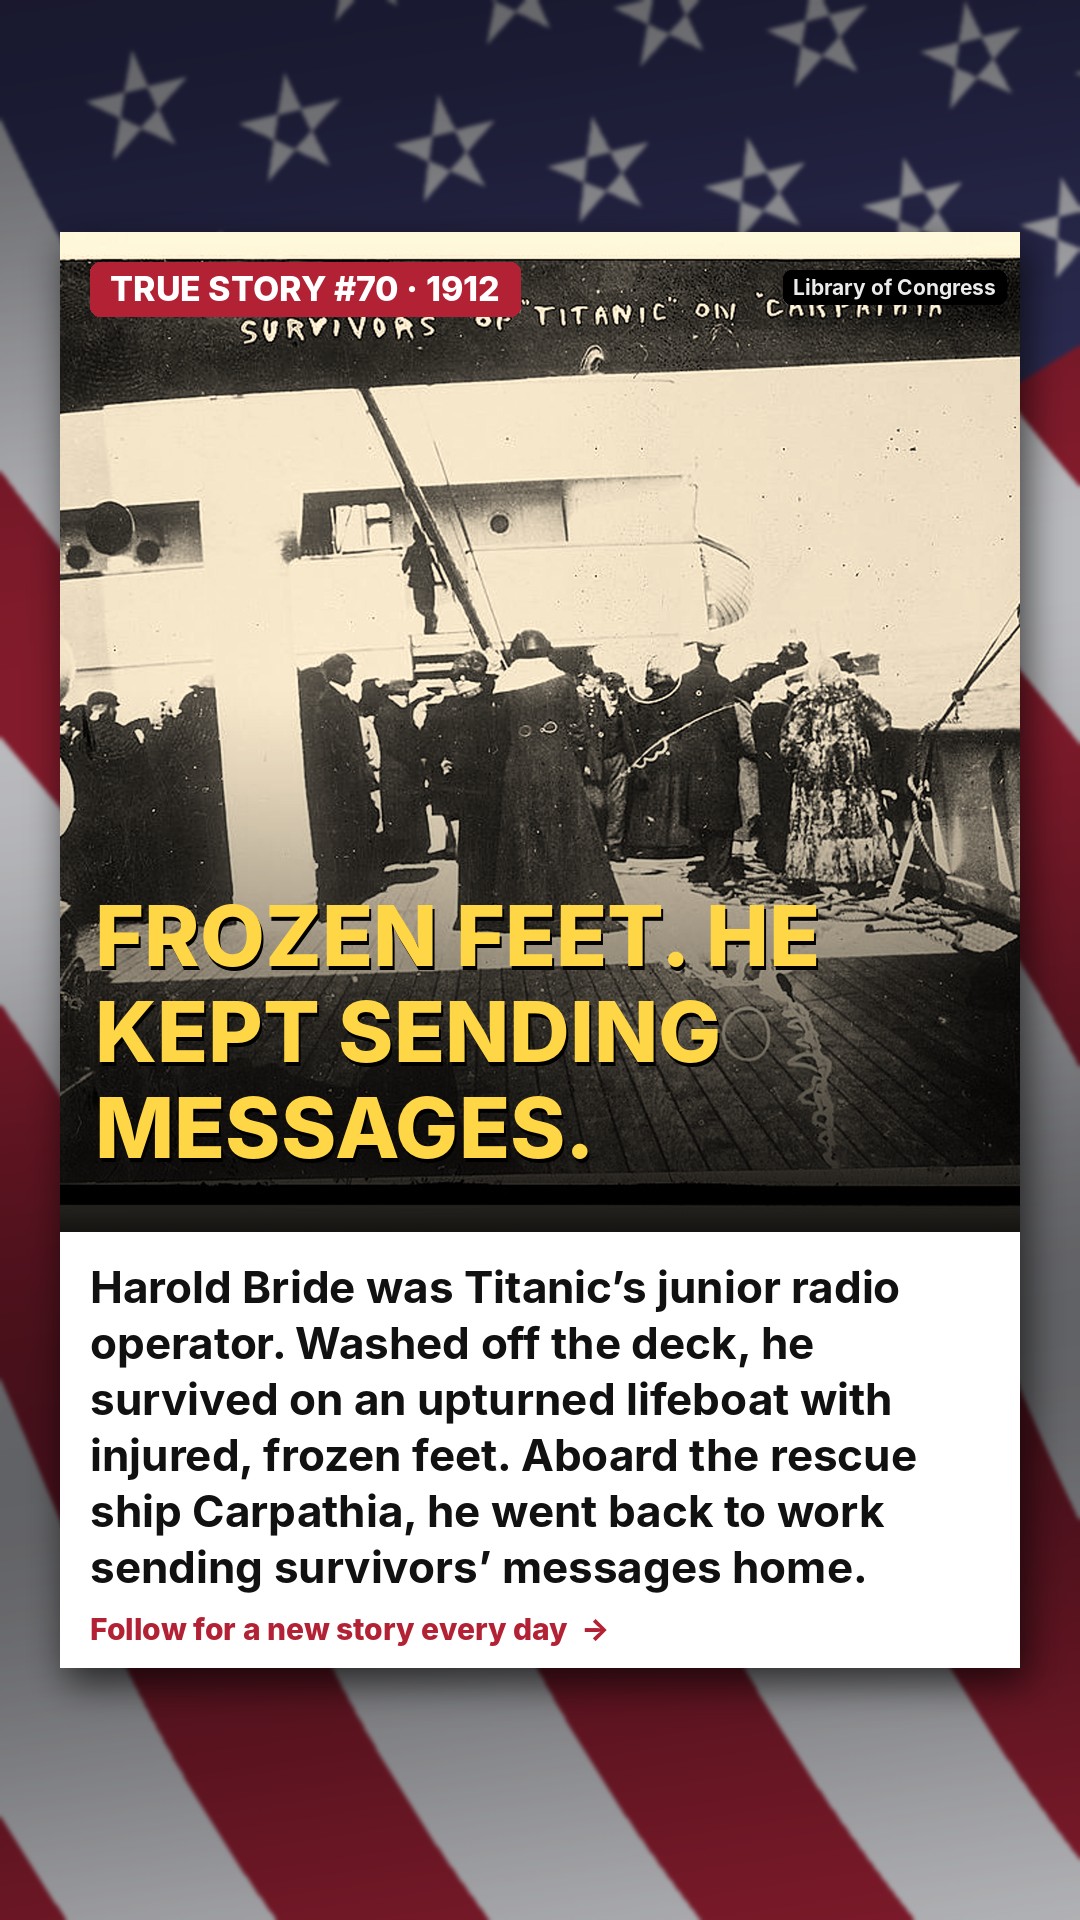 TRUE STORY #70 · 1912
Library of Congress
SURVIVORS OF "TITANIC" ON "CARPATHIA
FROZEN FEET. HE
KEPT SENDING
MESSAGES.
Harold Bride was Titanic’s junior radio
operator. Washed off the deck, he
survived on an upturned lifeboat with
injured, frozen feet. Aboard the rescue
ship Carpathia, he went back to work
sending survivors’ messages home.
Follow for a new story every day →